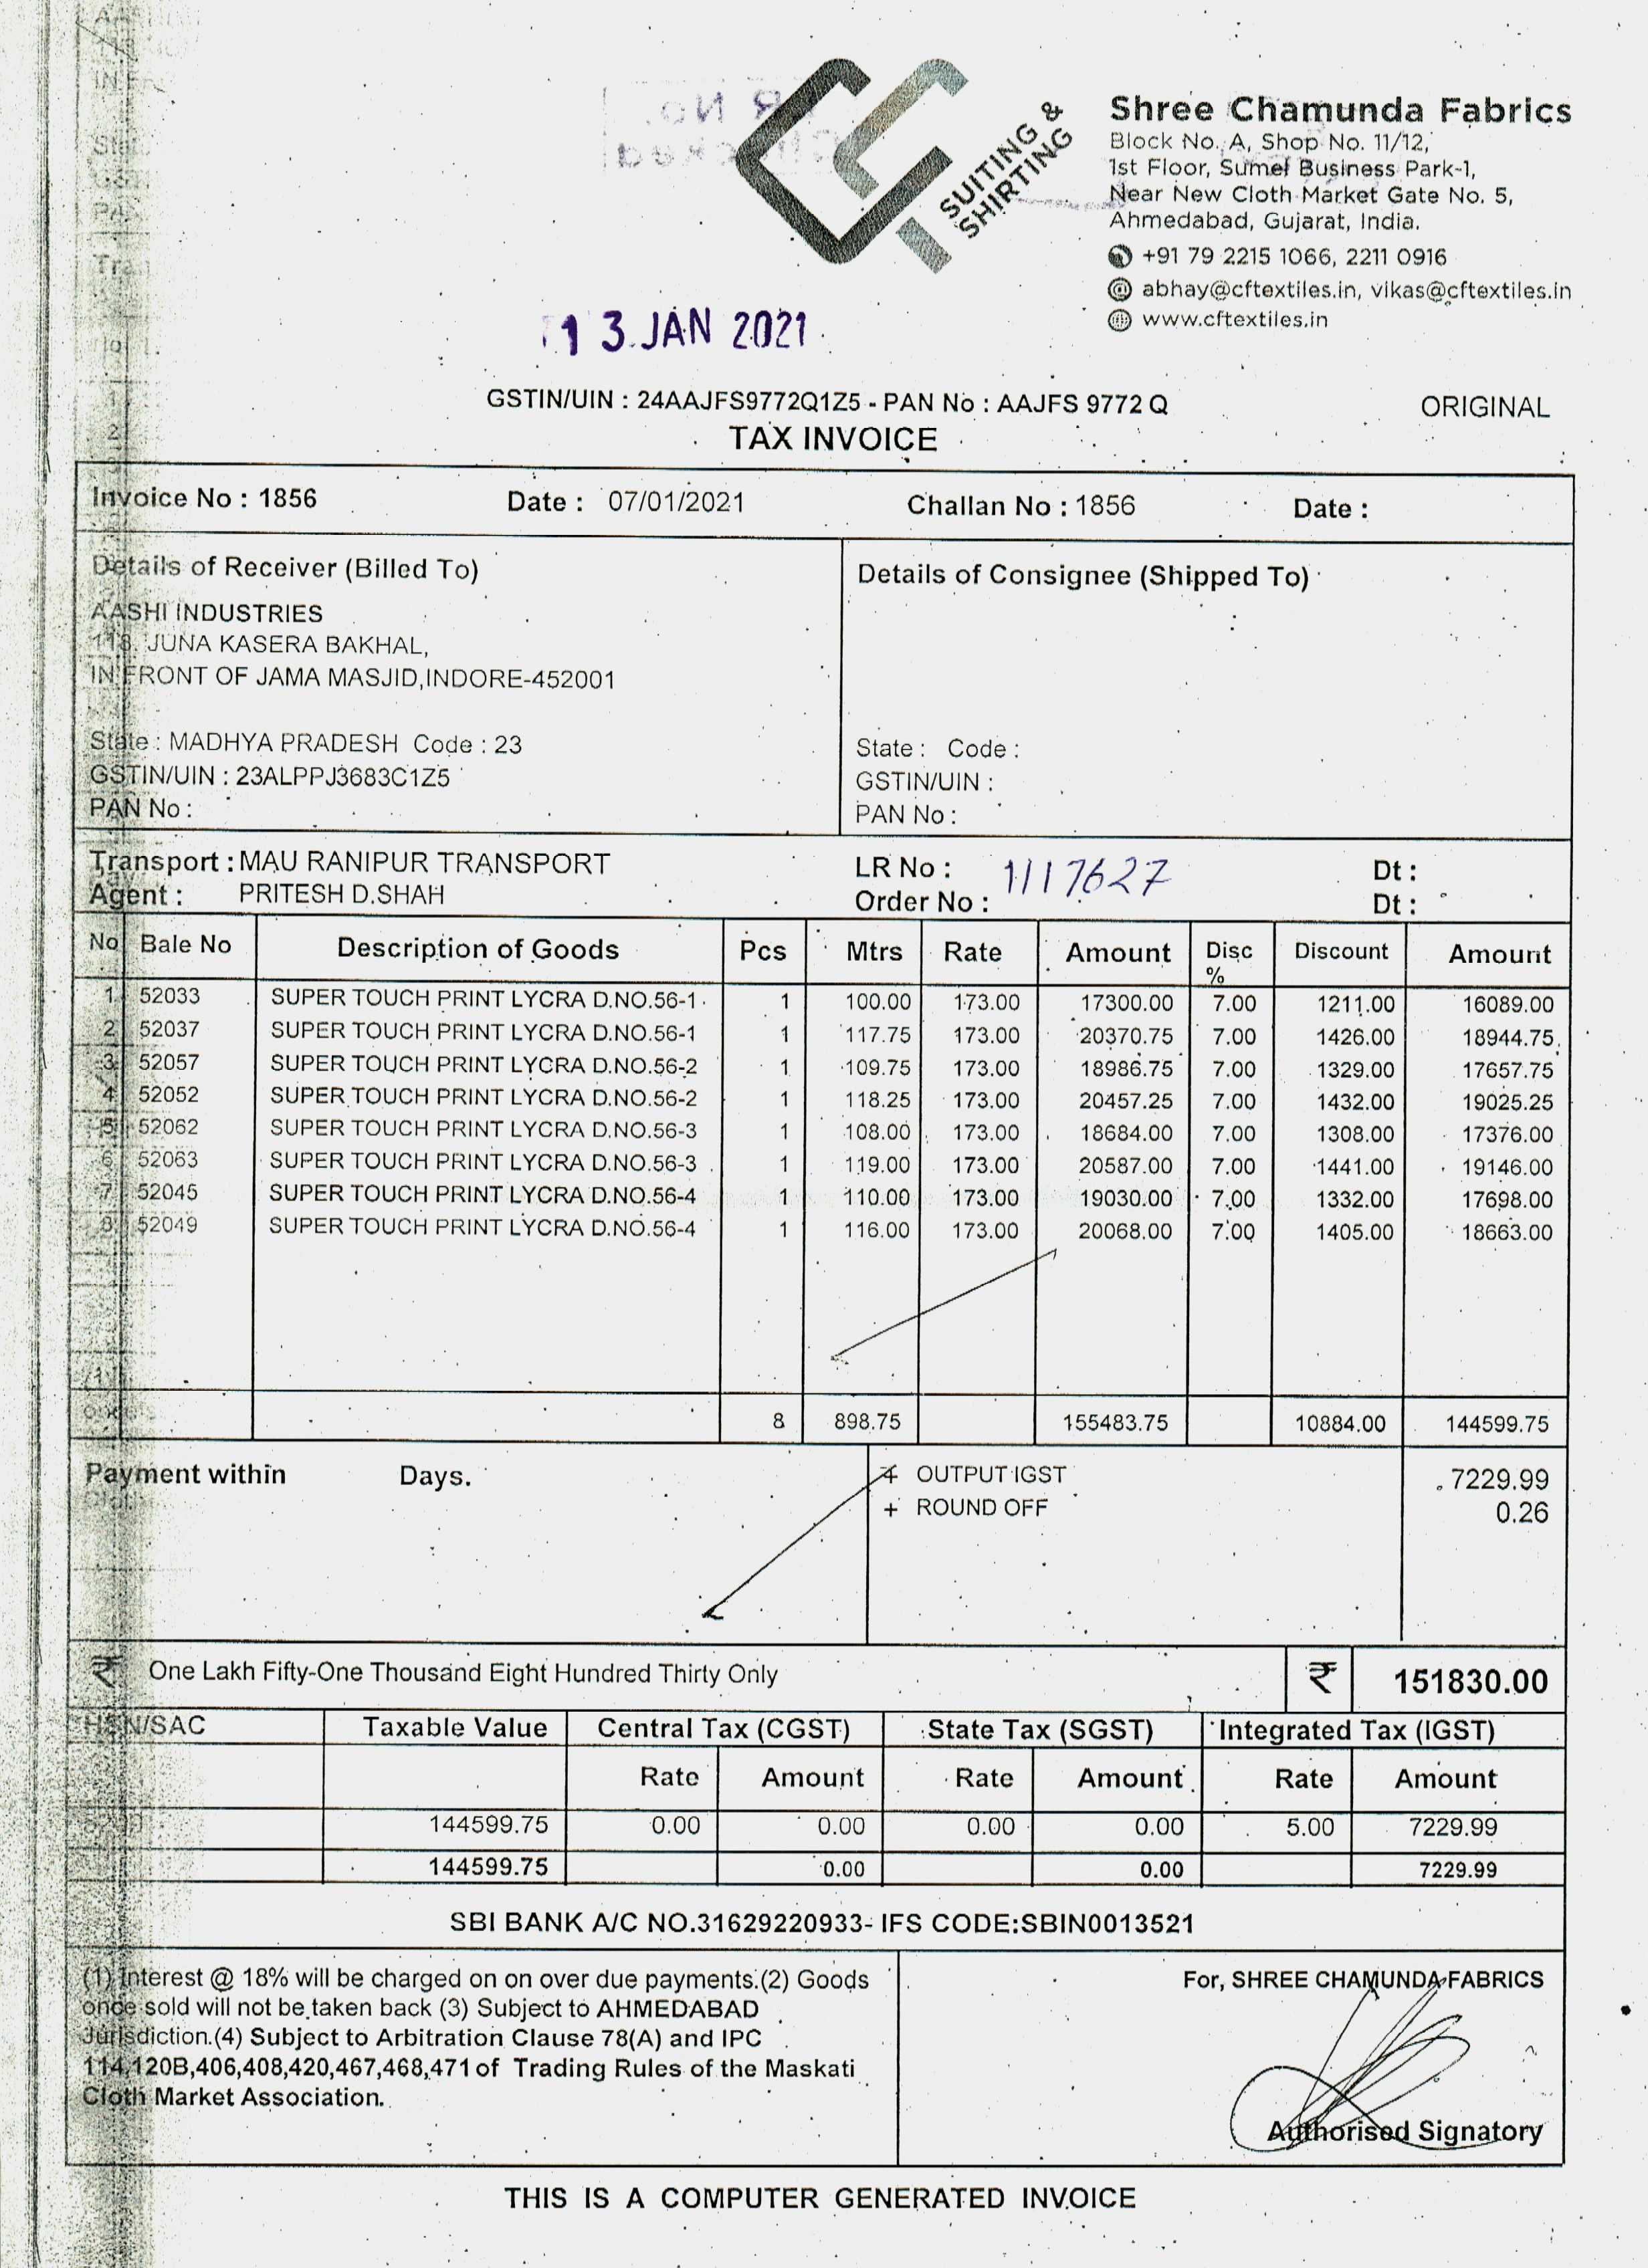 SUITING &
SHIRTING
Shree Chamunda Fabrics
Block No. A, Shop No. 11/12,
1st Floor, Sumel Business Park-1,
Near New Cloth Market Gate No. 5,
Ahmedabad, Gujarat, India.
+91 79 2215 1066, 2211 0916
abhay@cftextiles.in, vikas@cftextiles.in
www.cftextiles.in
13 JAN 2021
GSTIN/UIN : 24AAJFS9772Q1Z5 - PAN No : AAJFS 9772 Q ORIGINAL
TAX INVOICE
Invoice No : 1856 Date : 07/01/2021 Challan No : 1856 Date :
Details of Receiver (Billed To)
AASHI INDUSTRIES
118. JUNA KASERA BAKHAL,
IN FRONT OF JAMA MASJID,INDORE-452001
State : MADHYA PRADESH Code : 23
GSTIN/UIN : 23ALPPJ3683C1Z5
PAN No :
Details of Consignee (Shipped To)
State : Code :
GSTIN/UIN :
PAN No :
Transport : MAU RANIPUR TRANSPORT LR No : 1117627 Dt :
Agent : PRITESH D.SHAH Order No : Dt :
No Bale No Description of Goods Pcs Mtrs Rate Amount Disc % Discount Amount
1 52033 SUPER TOUCH PRINT LYCRA D.NO.56-1 1 100.00 173.00 17300.00 7.00 1211.00 16089.00
2 52037 SUPER TOUCH PRINT LYCRA D.NO.56-1 1 117.75 173.00 20370.75 7.00 1426.00 18944.75
3 52057 SUPER TOUCH PRINT LYCRA D.NO.56-2 1 109.75 173.00 18986.75 7.00 1329.00 17657.75
4 52052 SUPER TOUCH PRINT LYCRA D.NO.56-2 1 118.25 173.00 20457.25 7.00 1432.00 19025.25
5 52062 SUPER TOUCH PRINT LYCRA D.NO.56-3 1 108.00 173.00 18684.00 7.00 1308.00 17376.00
6 52063 SUPER TOUCH PRINT LYCRA D.NO.56-3 1 119.00 173.00 20587.00 7.00 1441.00 19146.00
7 52045 SUPER TOUCH PRINT LYCRA D.NO.56-4 1 110.00 173.00 19030.00 7.00 1332.00 17698.00
8 52049 SUPER TOUCH PRINT LYCRA D.NO.56-4 1 116.00 173.00 20068.00 7.00 1405.00 18663.00
8 898.75 155483.75 10884.00 144599.75
Payment within Days. + OUTPUT IGST 7229.99
+ ROUND OFF 0.26
₹ One Lakh Fifty-One Thousand Eight Hundred Thirty Only ₹ 151830.00
HSN/SAC Taxable Value Central Tax (CGST) State Tax (SGST) Integrated Tax (IGST)
Rate Amount Rate Amount Rate Amount
144599.75 0.00 0.00 0.00 0.00 5.00 7229.99
144599.75 0.00 0.00 7229.99
SBI BANK A/C NO.31629220933- IFS CODE:SBIN0013521
(1) Interest @ 18% will be charged on on over due payments.(2) Goods
once sold will not be taken back (3) Subject to AHMEDABAD
Jurisdiction.(4) Subject to Arbitration Clause 78(A) and IPC
114,120B,406,408,420,467,468,471 of Trading Rules of the Maskati
Cloth Market Association.
For, SHREE CHAMUNDA FABRICS
Authorised Signatory
THIS IS A COMPUTER GENERATED INVOICE